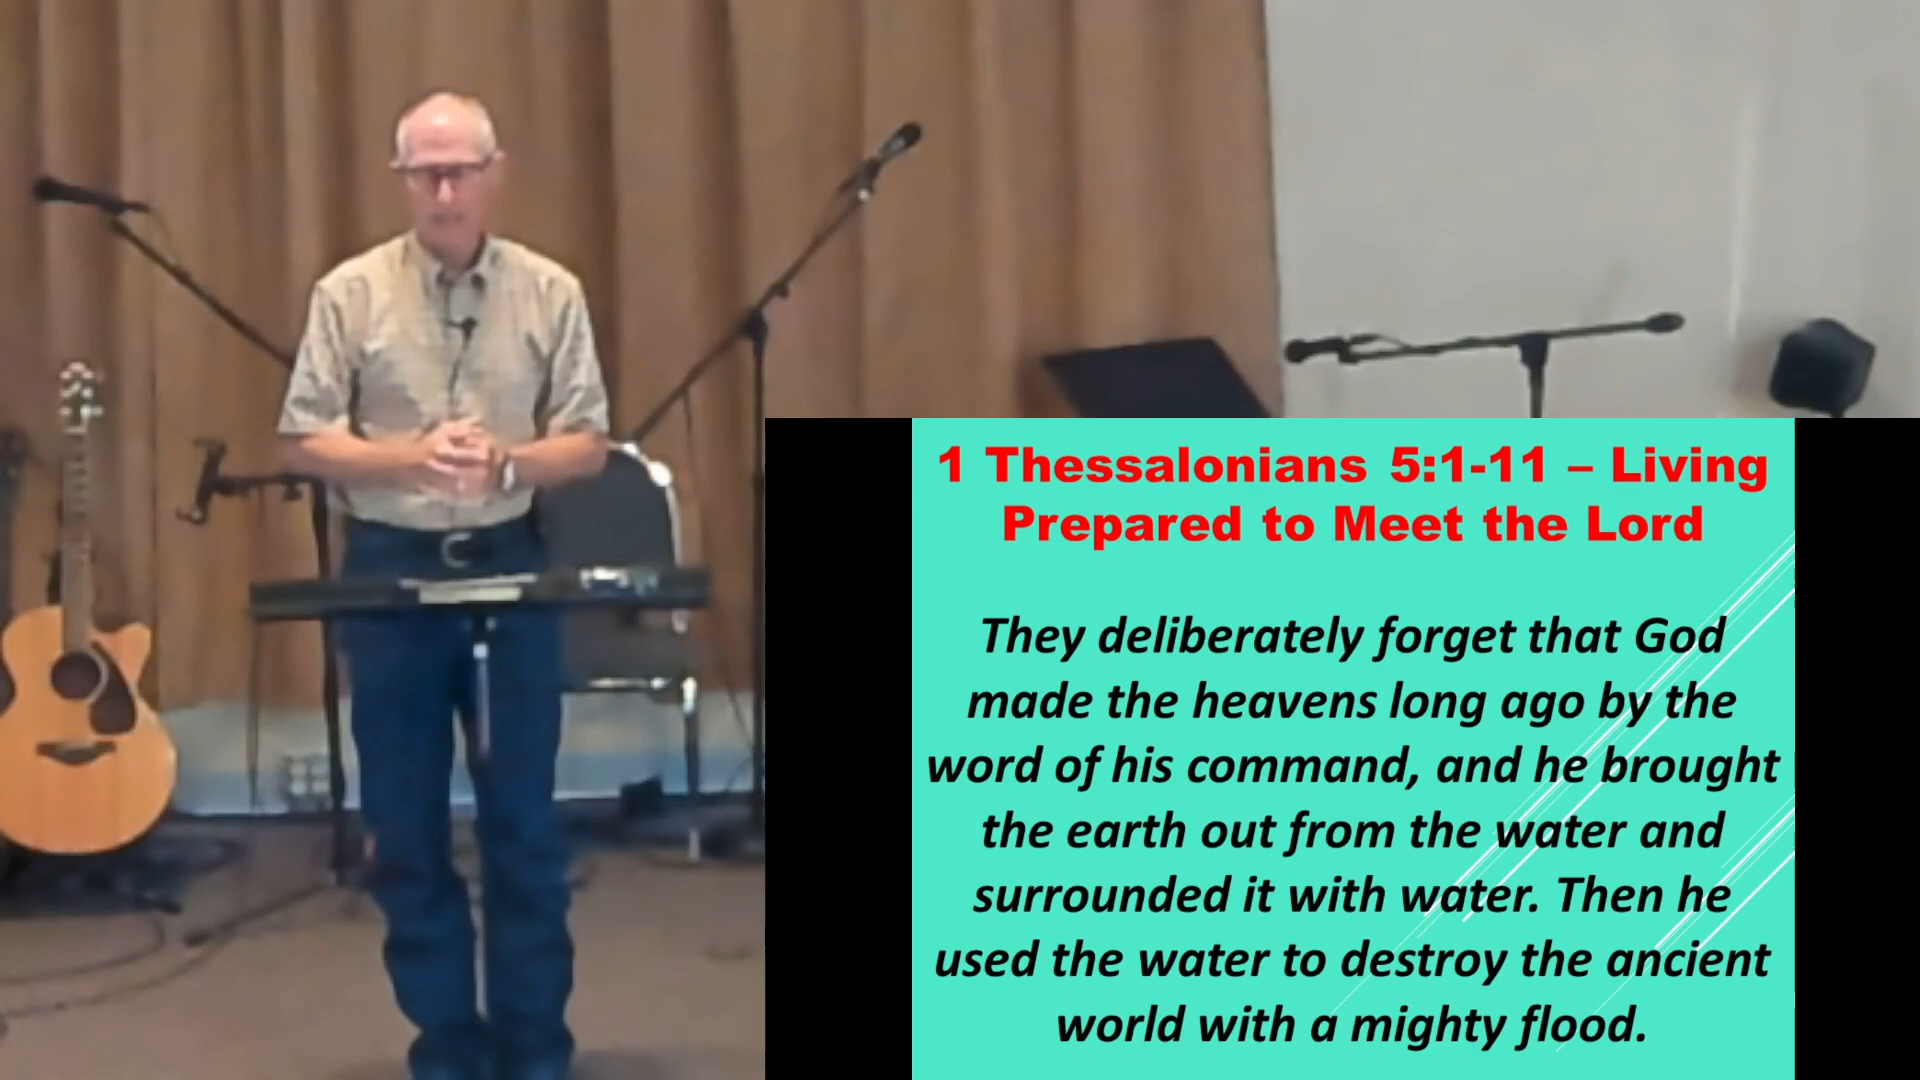 1 Thessalonians 5:1-11 – Living
Prepared to Meet the Lord
They deliberately forget that God
made the heavens long ago by the
word of his command, and he brought
the earth out from the water and
surrounded it with water. Then he
used the water to destroy the ancient
world with a mighty flood.